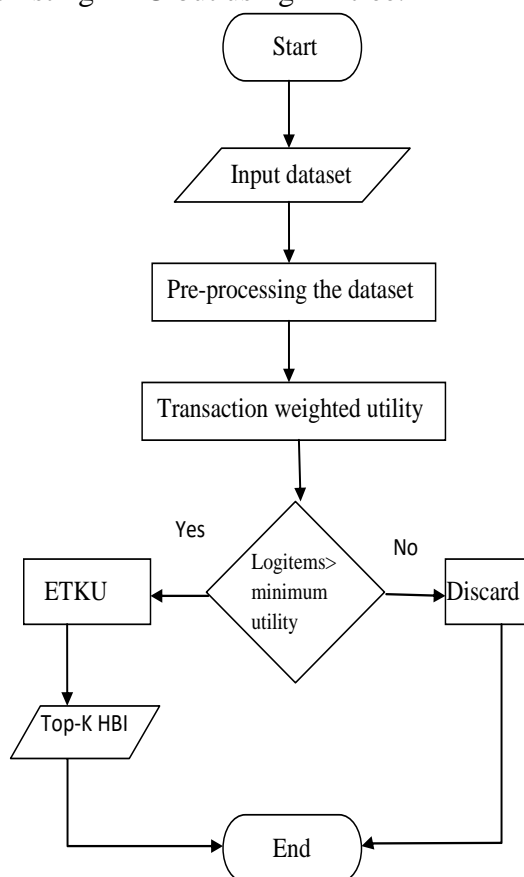 Start
Input dataset
Pre-processing the dataset
Transaction weighted utility
Yes
Logitems>
minimum
utility
No
ETKU
Discard
Top-K HBI
End